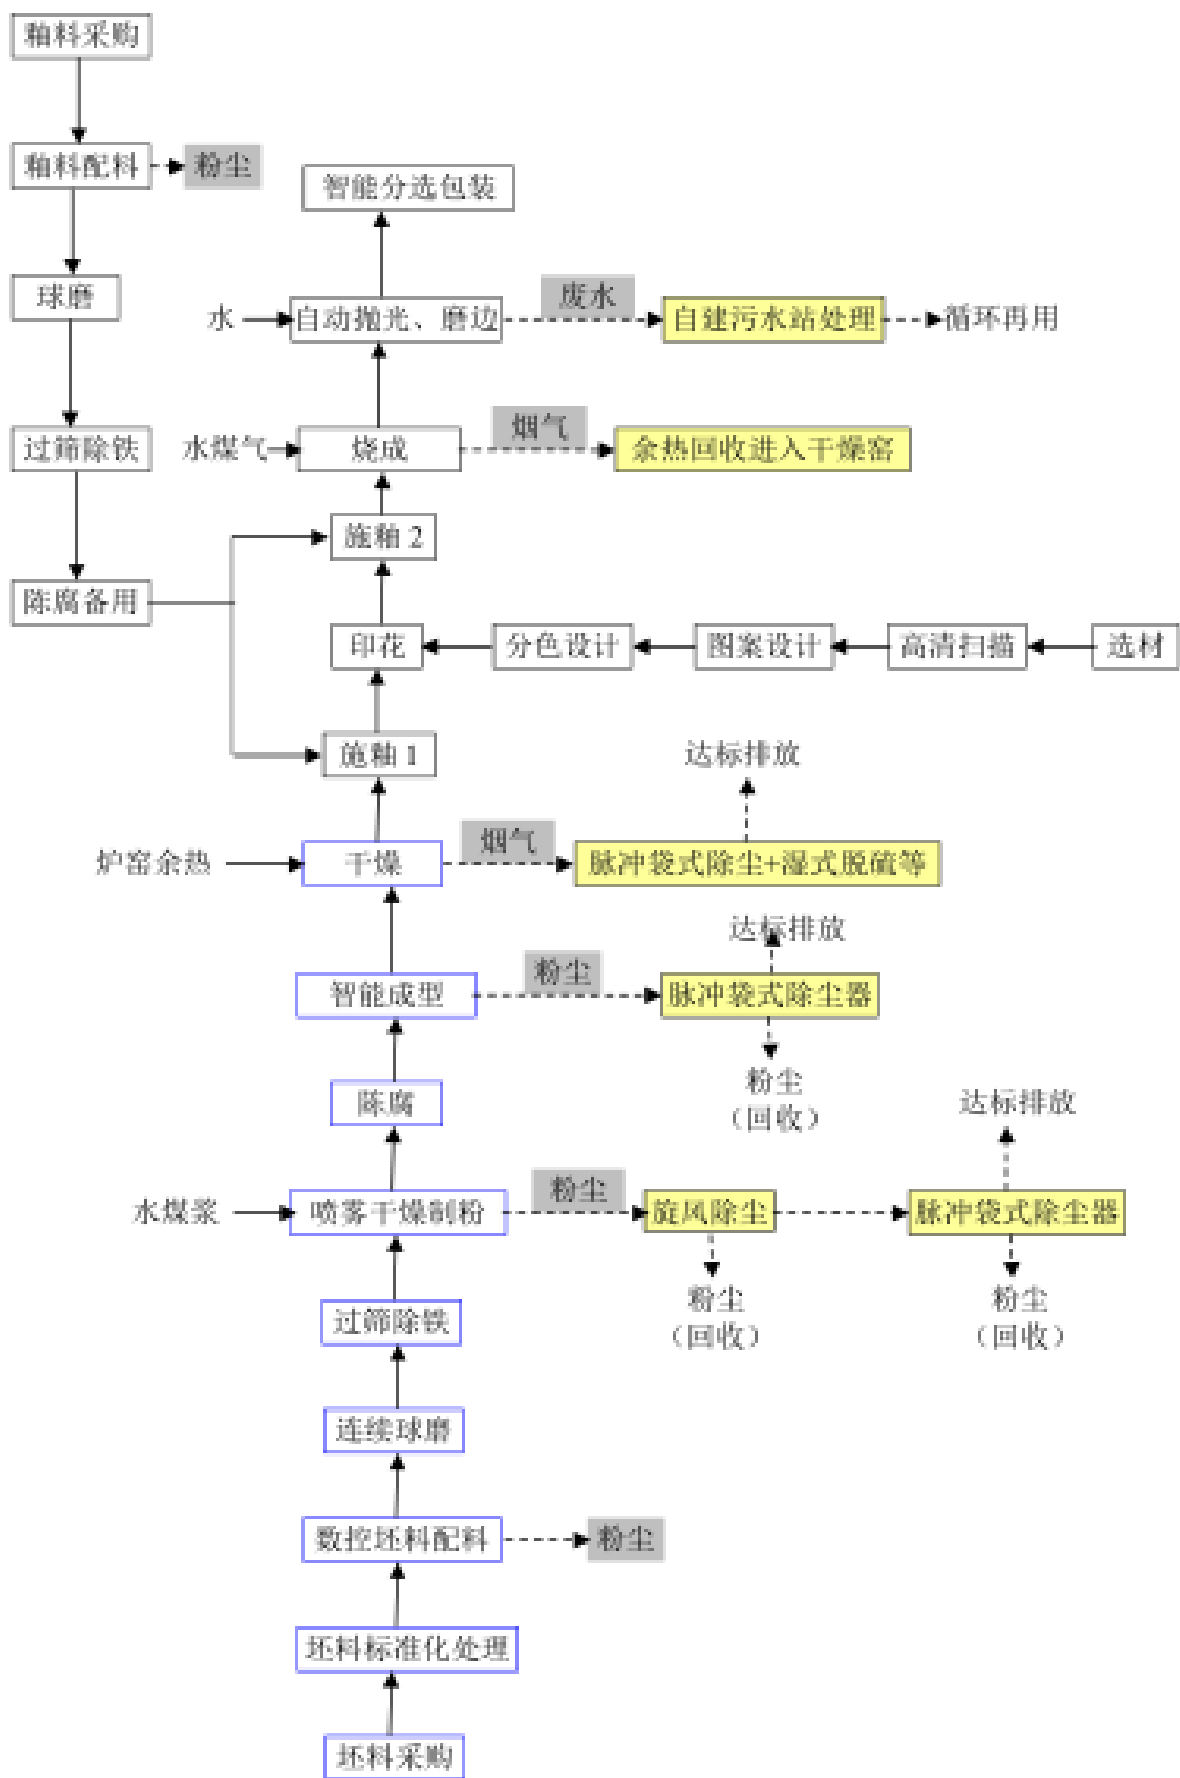 釉料采购
釉料配料
粉尘
智能分选包装
球磨
水
自动抛光、磨边
废水
自建污水站处理
循环再用
过筛除铁
水煤气
烧成
烟气
余热回收进入干燥窑
施釉 2
陈腐备用
印花
分色设计
图案设计
高清扫描
选材
施釉 1
达标排放
炉窑余热
干燥
烟气
脉冲袋式除尘+湿式脱硫等
达标排放
智能成型
粉尘
脉冲袋式除尘器
粉尘
（回收）
陈腐
达标排放
水煤浆
喷雾干燥制粉
粉尘
旋风除尘
脉冲袋式除尘器
粉尘
（回收）
粉尘
（回收）
过筛除铁
连续球磨
数控坯料配料
粉尘
坯料标准化处理
坯料采购